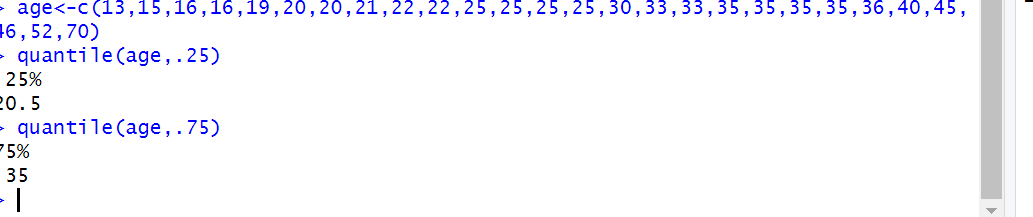 > age<-c(13,15,16,16,19,20,20,21,22,22,25,25,25,25,30,33,33,35,35,35,35,36,40,45,
46,52,70)
> quantile(age,.25)
25%
20.5
> quantile(age,.75)
75%
35
>